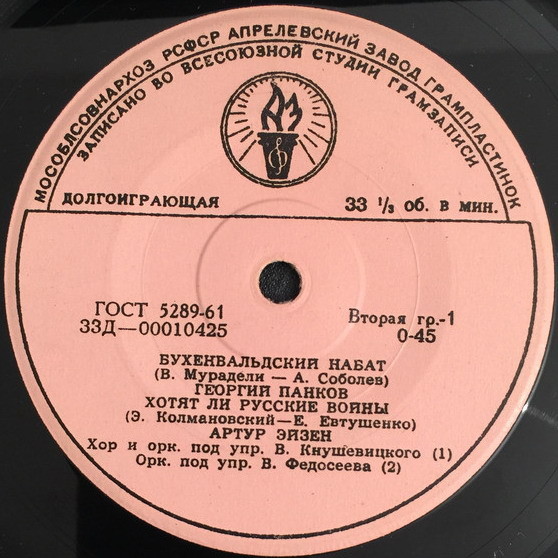 МОСОБЛСОВНАРХОЗ РСФСР АПРЕЛЕВСКИЙ ЗАВОД ГРАМПЛАСТИНОК
ЗАПИСАНО ВО ВСЕСОЮЗНОЙ СТУДИИ ГРАМЗАПИСИ
АЗ
ДОЛГОИГРАЮЩАЯ 33 1/3 об. в мин.
ГОСТ 5289-61 Вторая гр.-1
33Д—00010425 0-45
БУХЕНВАЛЬДСКИЙ НАБАТ
(В. Мурадели — А. Соболев)
ГЕОРГИЙ ПАНКОВ
ХОТЯТ ЛИ РУССКИЕ ВОЙНЫ
(Э. Колмановский—Е. Евтушенко)
АРТУР ЭЙЗЕН
Хор и орк. под упр. В. Кнушевицкого (1)
Орк. под упр. В. Федосеева (2)